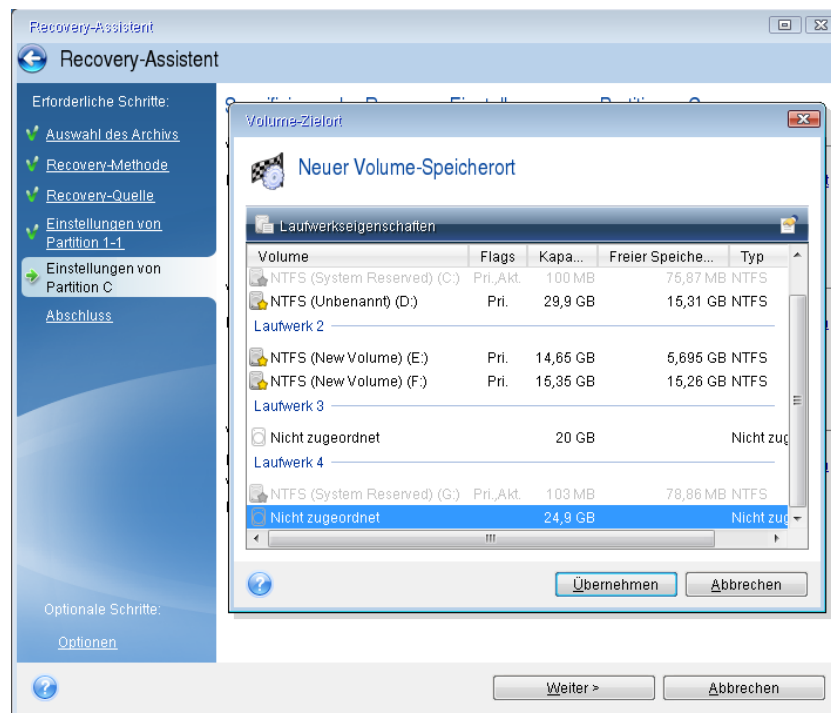 Recovery-Assistent
Recovery-Assistent
Erforderliche Schritte:
Auswahl des Archivs
Recovery-Methode
Recovery-Quelle
Einstellungen von
Partition 1-1
Einstellungen von
Partition C
Abschluss
Optionale Schritte:
Optionen
Volume-Zielort
Neuer Volume-Speicherort
Laufwerkseigenschaften
Volume Flags Kapa... Freier Speiche... Typ
NTFS (System Reserved) (C:) Pri.,Akt. 100 MB 75,87 MB NTFS
NTFS (Unbenannt) (D:) Pri. 29,9 GB 15,31 GB NTFS
Laufwerk 2
NTFS (New Volume) (E:) Pri. 14,65 GB 5,695 GB NTFS
NTFS (New Volume) (F:) Pri. 15,35 GB 15,26 GB NTFS
Laufwerk 3
Nicht zugeordnet 20 GB Nicht zug
Laufwerk 4
NTFS (System Reserved) (G:) Pri.,Akt. 103 MB 78,86 MB NTFS
Nicht zugeordnet 24,9 GB Nicht zug
Übernehmen Abbrechen
Weiter > Abbrechen